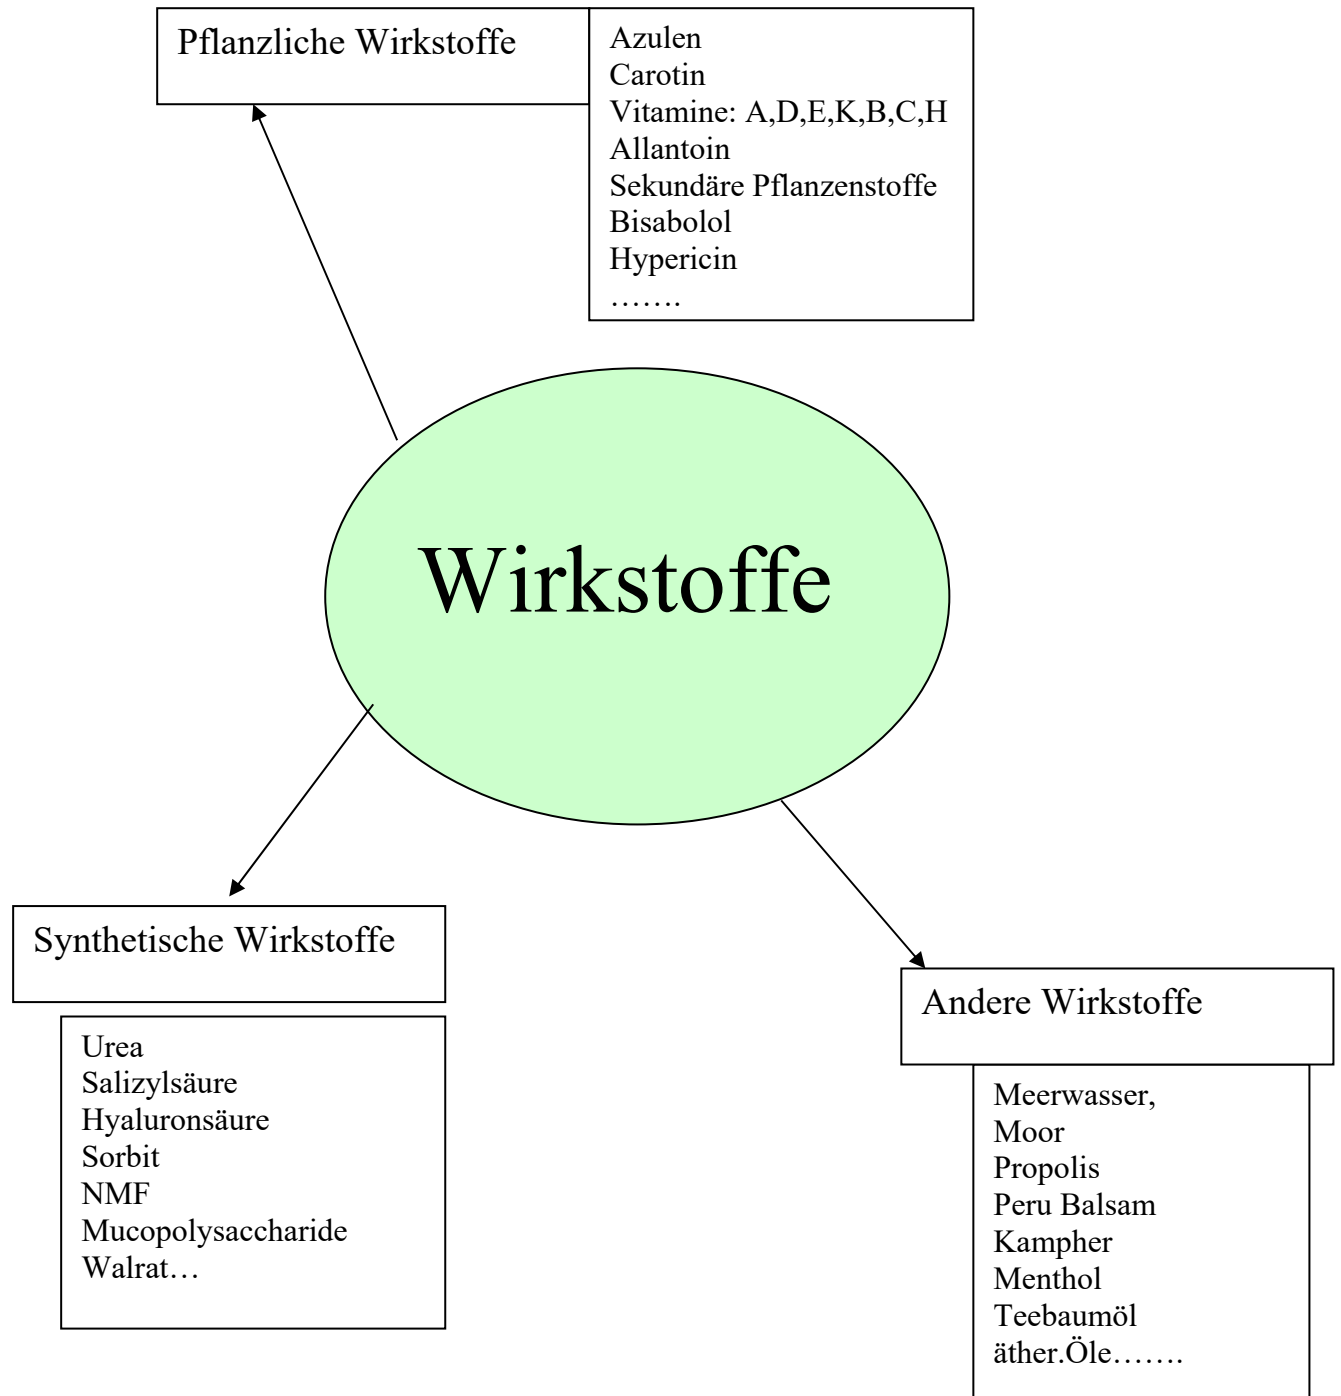 Pflanzliche Wirkstoffe
Azulen
Carotin
Vitamine: A,D,E,K,B,C,H
Allantoin
Sekundäre Pflanzenstoffe
Bisabolol
Hypericin
…….
Wirkstoffe
Synthetische Wirkstoffe
Urea
Salizylsäure
Hyaluronsäure
Sorbit
NMF
Mucopolysaccharide
Walrat…
Andere Wirkstoffe
Meerwasser,
Moor
Propolis
Peru Balsam
Kampher
Menthol
Teebaumöl
äther.Öle…….